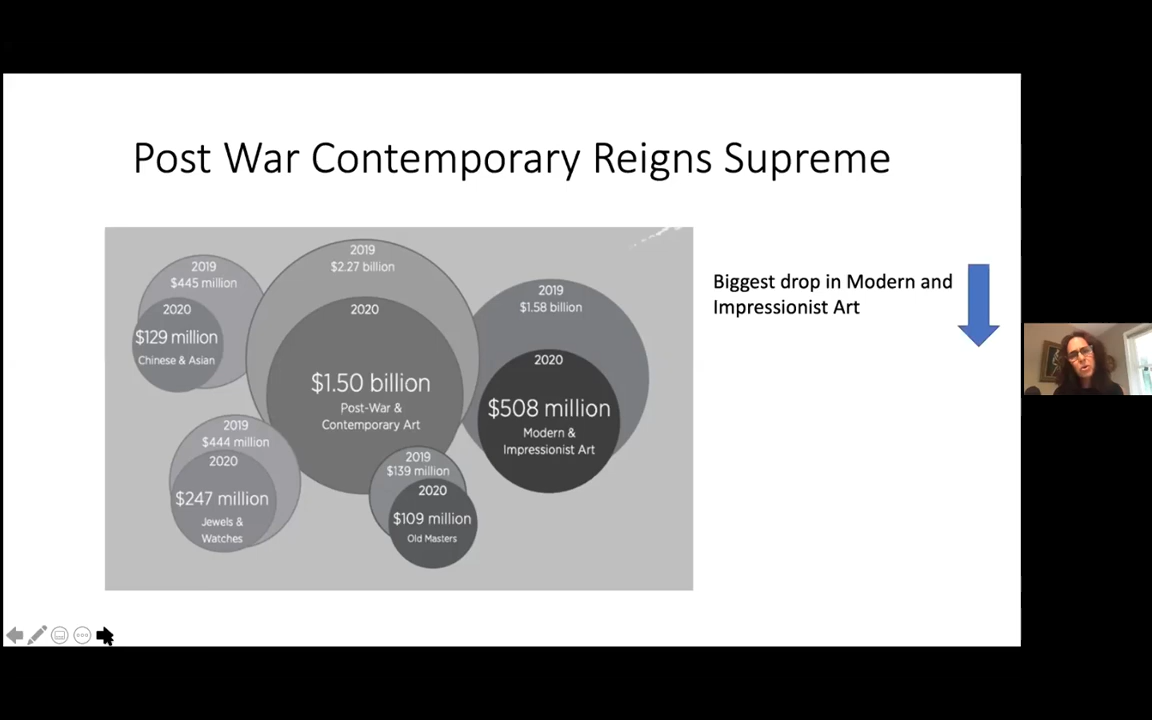 Post War Contemporary Reigns Supreme
2019
$445 million
2020
$129 million
Chinese & Asian
2019
$2.27 billion
2020
$1.50 billion
Post-War &
Contemporary Art
2019
$1.58 billion
2020
$508 million
Modern &
Impressionist Art
2019
$444 million
2020
$247 million
Jewels &
Watches
2019
$139 million
2020
$109 million
Old Masters
Biggest drop in Modern and
Impressionist Art